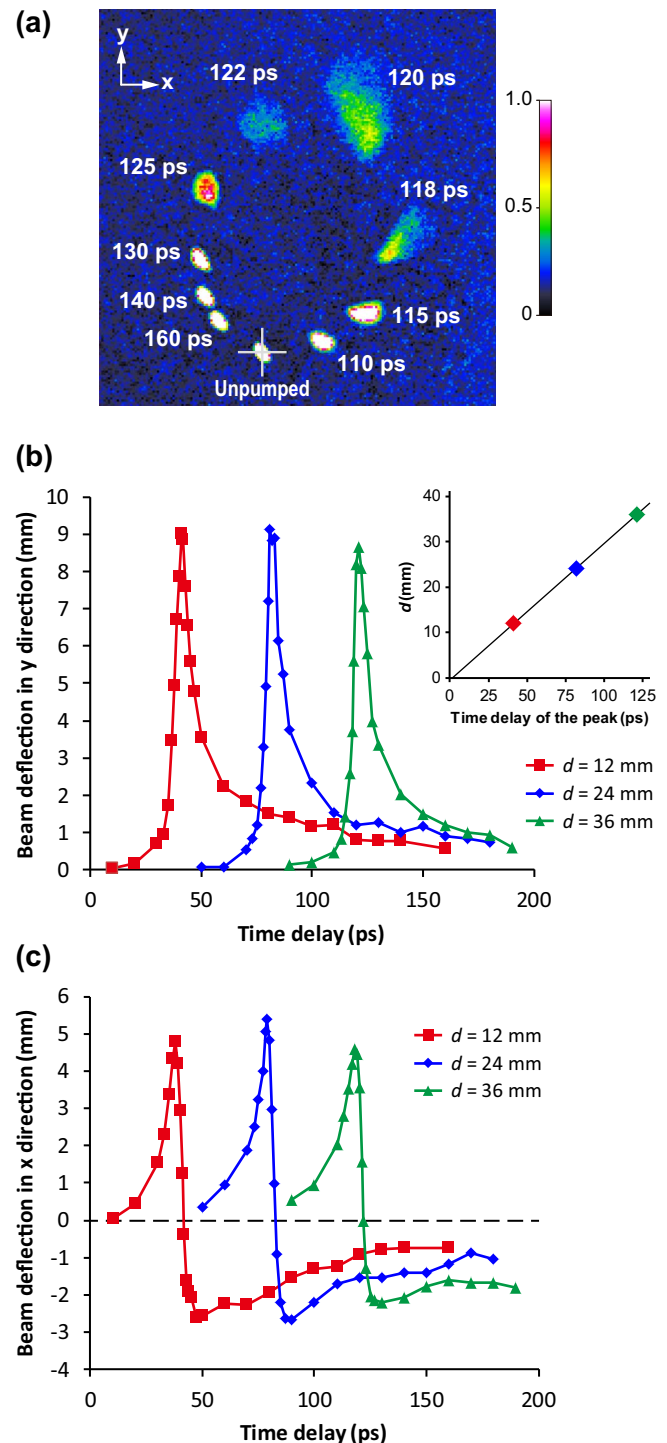 (a)
y
x
122 ps
120 ps
1.0
125 ps
118 ps
0.5
130 ps
140 ps
115 ps
160 ps
110 ps
0
Unpumped
(b)
Beam deflection in y direction (mm)
10
9
8
7
6
5
4
3
2
1
0
0
50
100
150
200
Time delay (ps)
d(mm)
40
30
20
10
0
0
25
50
75
100
125
Time delay of the peak (ps)
d = 12 mm
d = 24 mm
d = 36 mm
(c)
Beam deflection in x direction (mm)
6
5
4
3
2
1
0
-1
-2
-3
-4
0
50
100
150
200
Time delay (ps)
d = 12 mm
d = 24 mm
d = 36 mm